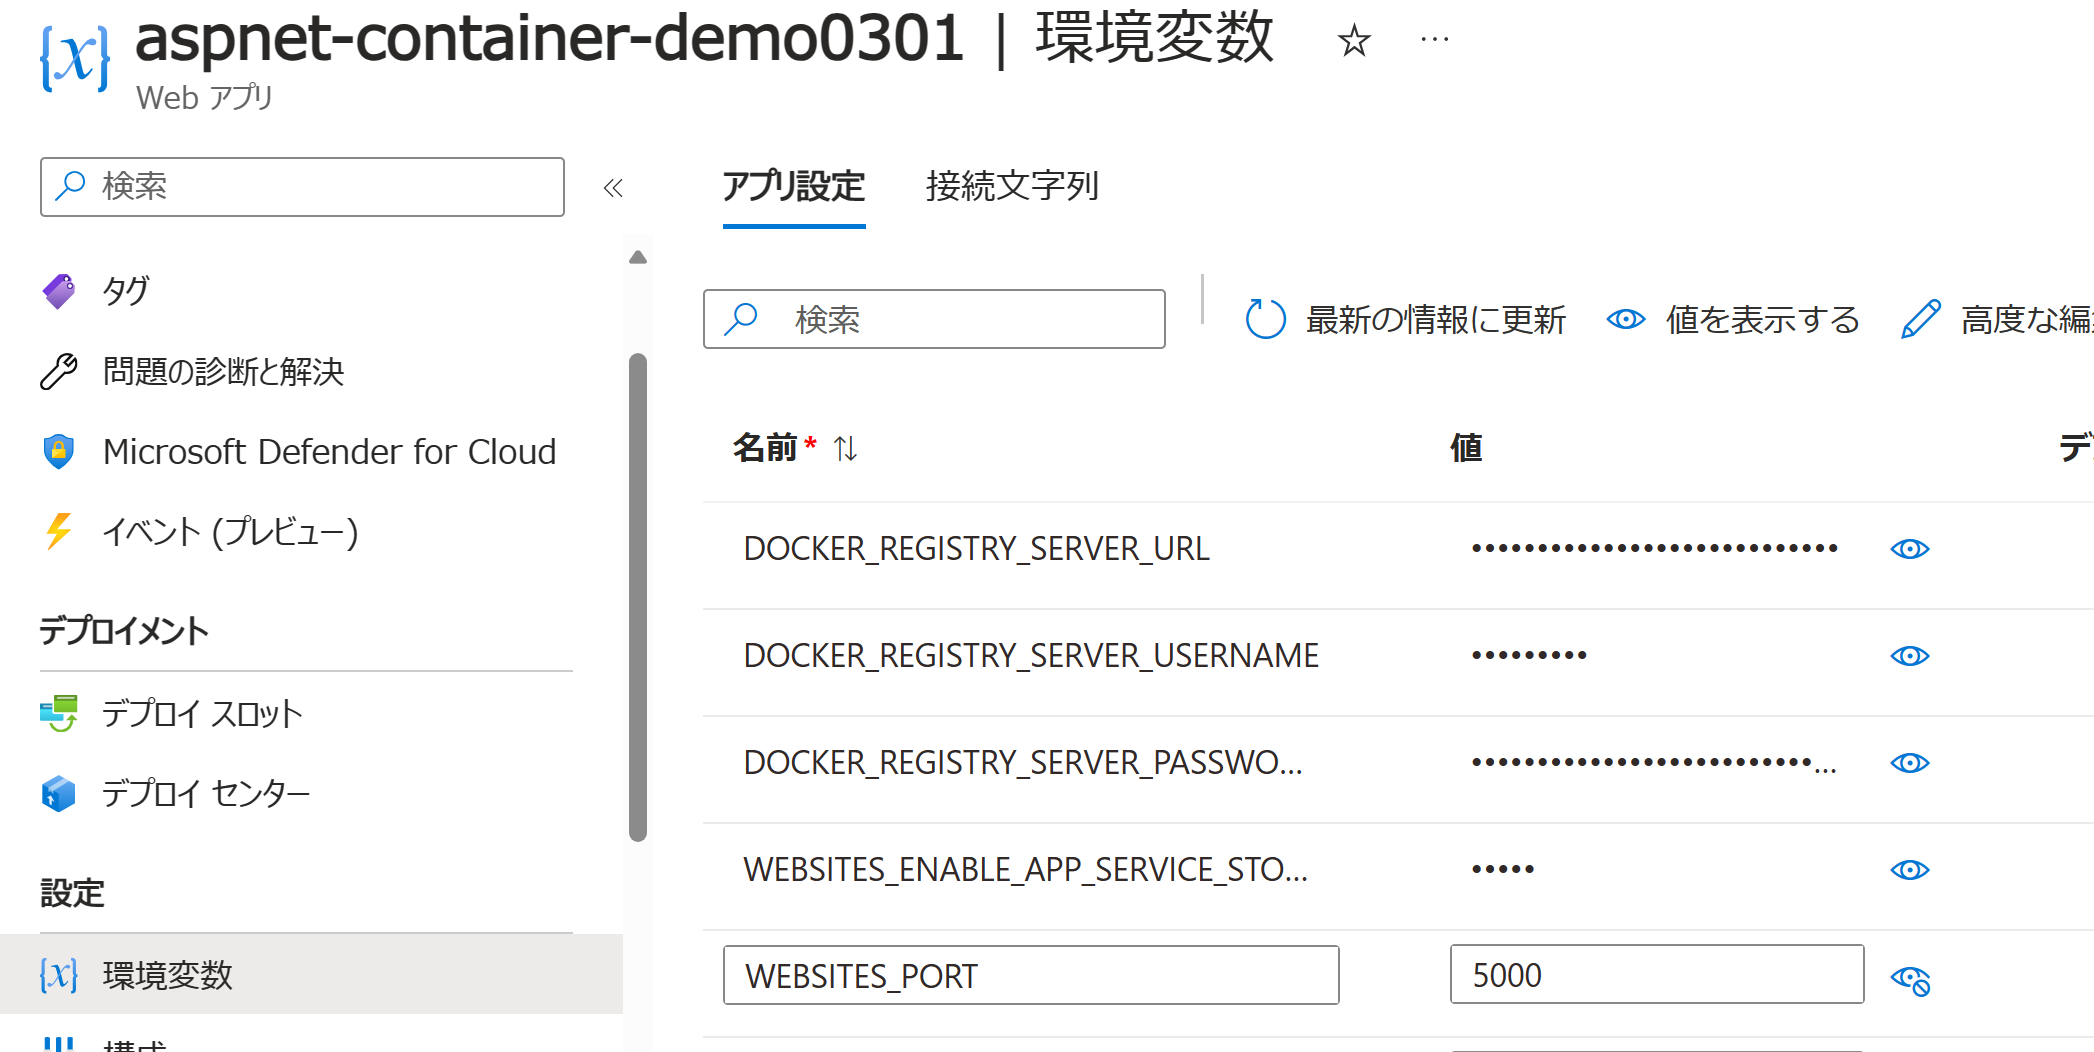 aspnet-container-demo0301 | 環境変数
Web アプリ
検索
タグ
問題の診断と解決
Microsoft Defender for Cloud
イベント (プレビュー)
デプロイメント
デプロイ スロット
デプロイ センター
設定
環境変数
構成
アプリ設定 接続文字列
検索 最新の情報に更新 値を表示する 高度な編
名前* 値 デ
DOCKER_REGISTRY_SERVER_URL ••••••••••••••••••••••••••••
DOCKER_REGISTRY_SERVER_USERNAME •••••••••
DOCKER_REGISTRY_SERVER_PASSWO... ••••••••••••••••••••••••••...
WEBSITES_ENABLE_APP_SERVICE_STO... •••••
WEBSITES_PORT 5000